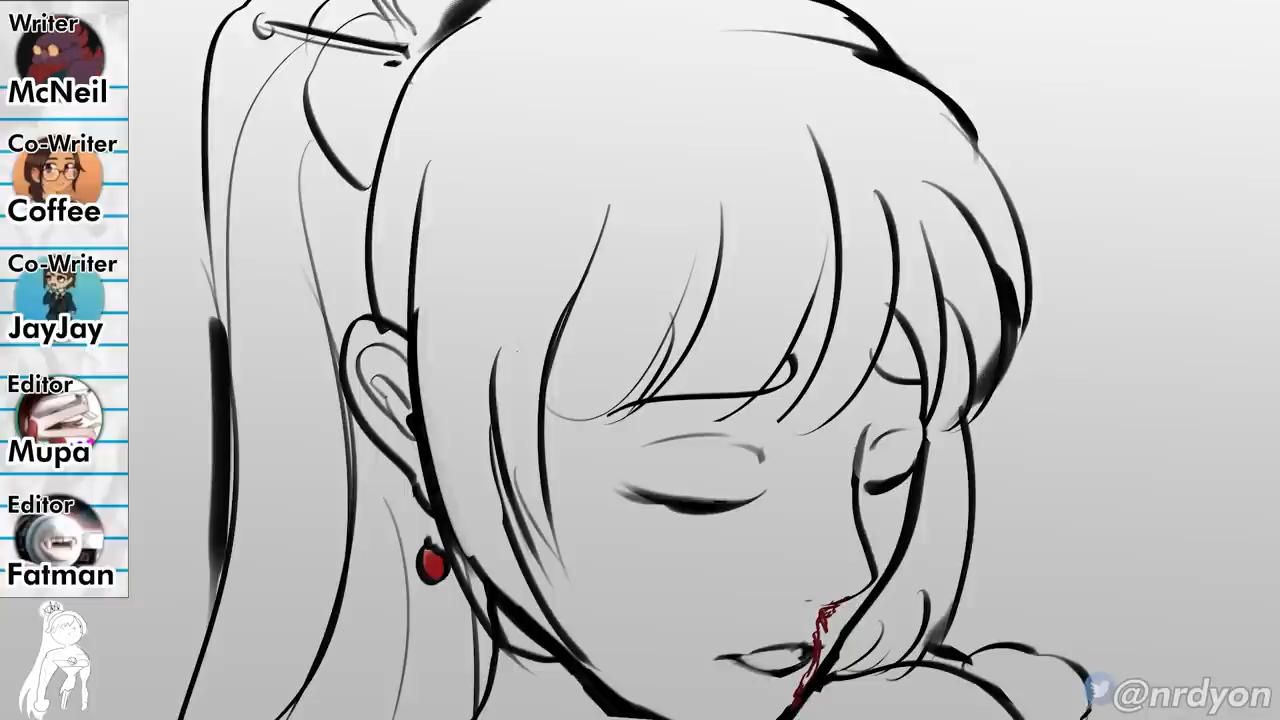 Writer
McNeil
Co-Writer
Coffee
Co-Writer
JayJay
Editor
Mupa
Editor
Fatman
@nrdyon